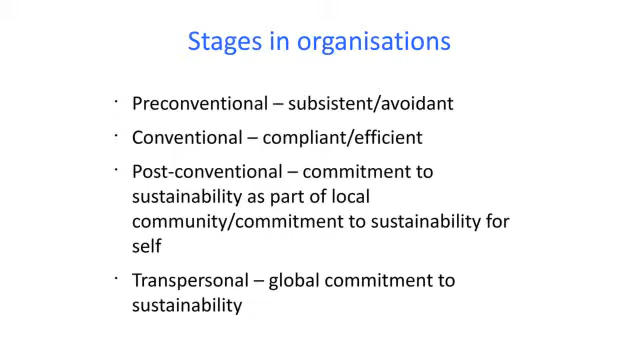 Stages in organisations
· Preconventional – subsistent/avoidant
· Conventional – compliant/efficient
· Post-conventional – commitment to
sustainability as part of local
community/commitment to sustainability for
self
· Transpersonal – global commitment to
sustainability